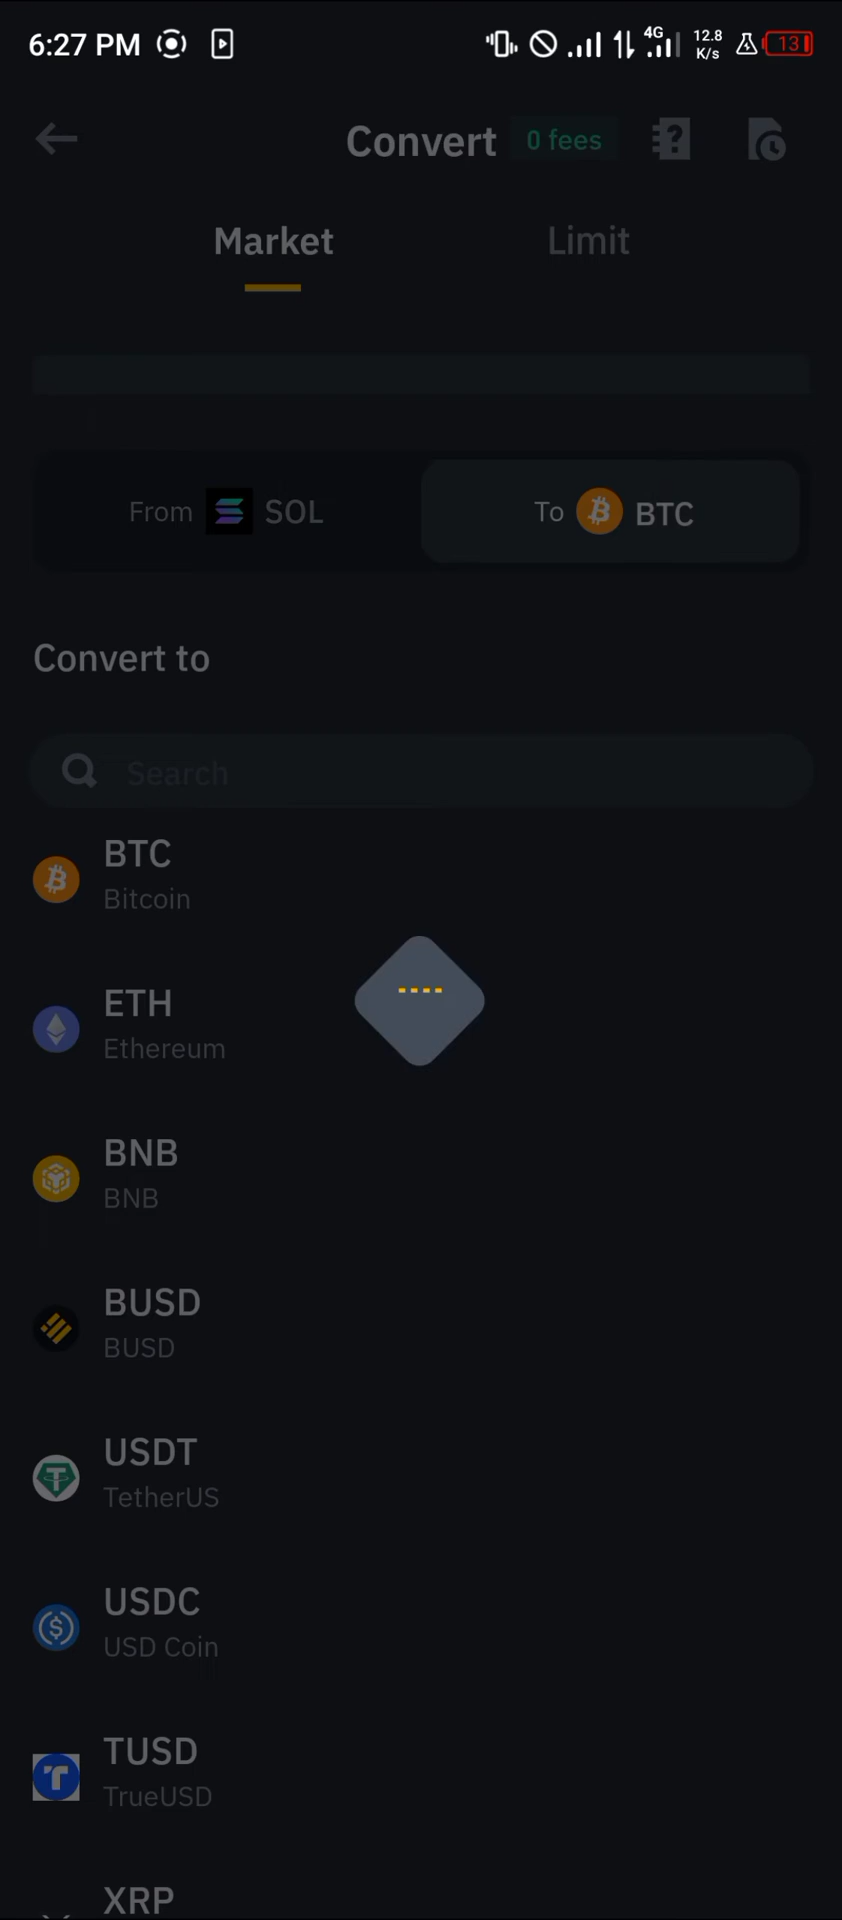 6:27 PM 4G 12.8 K/s 13
Convert 0 fees
Market Limit
From SOL To BTC
Convert to
Search
BTC
Bitcoin
ETH
Ethereum
BNB
BNB
BUSD
BUSD
USDT
TetherUS
USDC
USD Coin
TUSD
TrueUSD
XRP